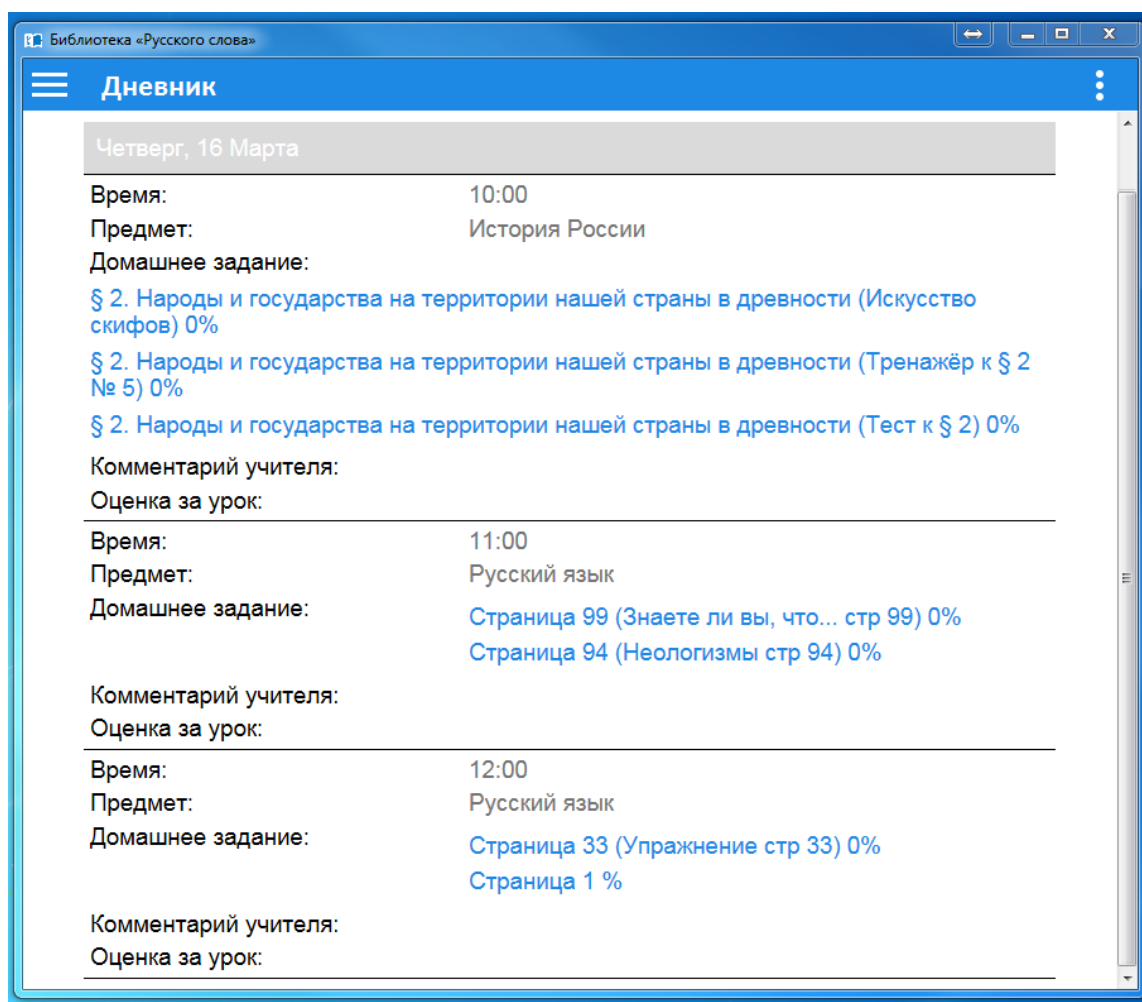 Библиотека «Русского слова»
Дневник
Четверг, 16 Марта
Время: 10:00
Предмет: История России
Домашнее задание:
§ 2. Народы и государства на территории нашей страны в древности (Искусство
скифов) 0%
§ 2. Народы и государства на территории нашей страны в древности (Тренажёр к § 2
№ 5) 0%
§ 2. Народы и государства на территории нашей страны в древности (Тест к § 2) 0%
Комментарий учителя:
Оценка за урок:
Время: 11:00
Предмет: Русский язык
Домашнее задание: Страница 99 (Знаете ли вы, что... стр 99) 0%
Страница 94 (Неологизмы стр 94) 0%
Комментарий учителя:
Оценка за урок:
Время: 12:00
Предмет: Русский язык
Домашнее задание: Страница 33 (Упражнение стр 33) 0%
Страница 1 %
Комментарий учителя:
Оценка за урок: